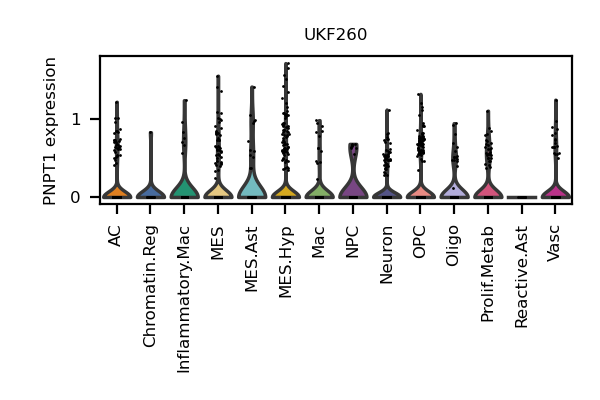 UKF260
PNPT1 expression
1
0
AC
Chromatin.Reg
Inflammatory.Mac
MES
MES.Ast
MES.Hyp
Mac
NPC
Neuron
OPC
Oligo
Prolif.Metab
Reactive.Ast
Vasc